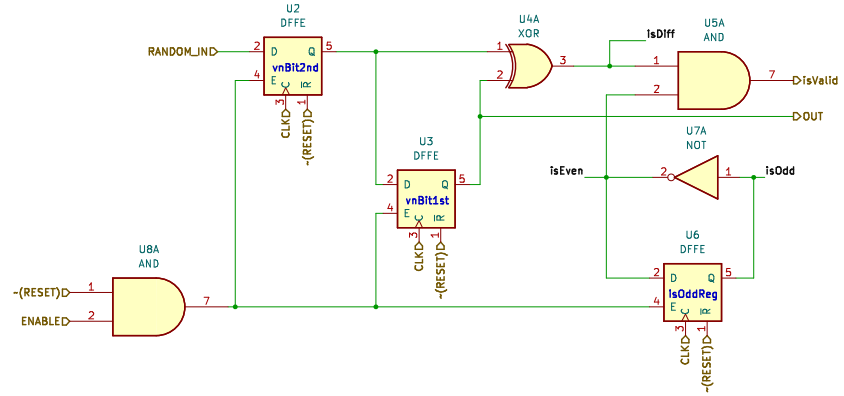 U2
DFFE
RANDOM_IN
2 D Q 5
vnBit2nd
4 E
C R
3 1
CLK
~(RESET)
U4A
XOR
1
2
3
isDiff
U5A
AND
1
2
7
isValid
OUT
U3
DFFE
2 D Q 5
vnBit1st
4 E
C R
3 1
CLK
~(RESET)
U7A
NOT
isEven
2
1
isOdd
U8A
AND
~(RESET)
1
ENABLE
2
7
U6
DFFE
2 D Q 5
isOddReg
4 E
C R
3 1
CLK
~(RESET)